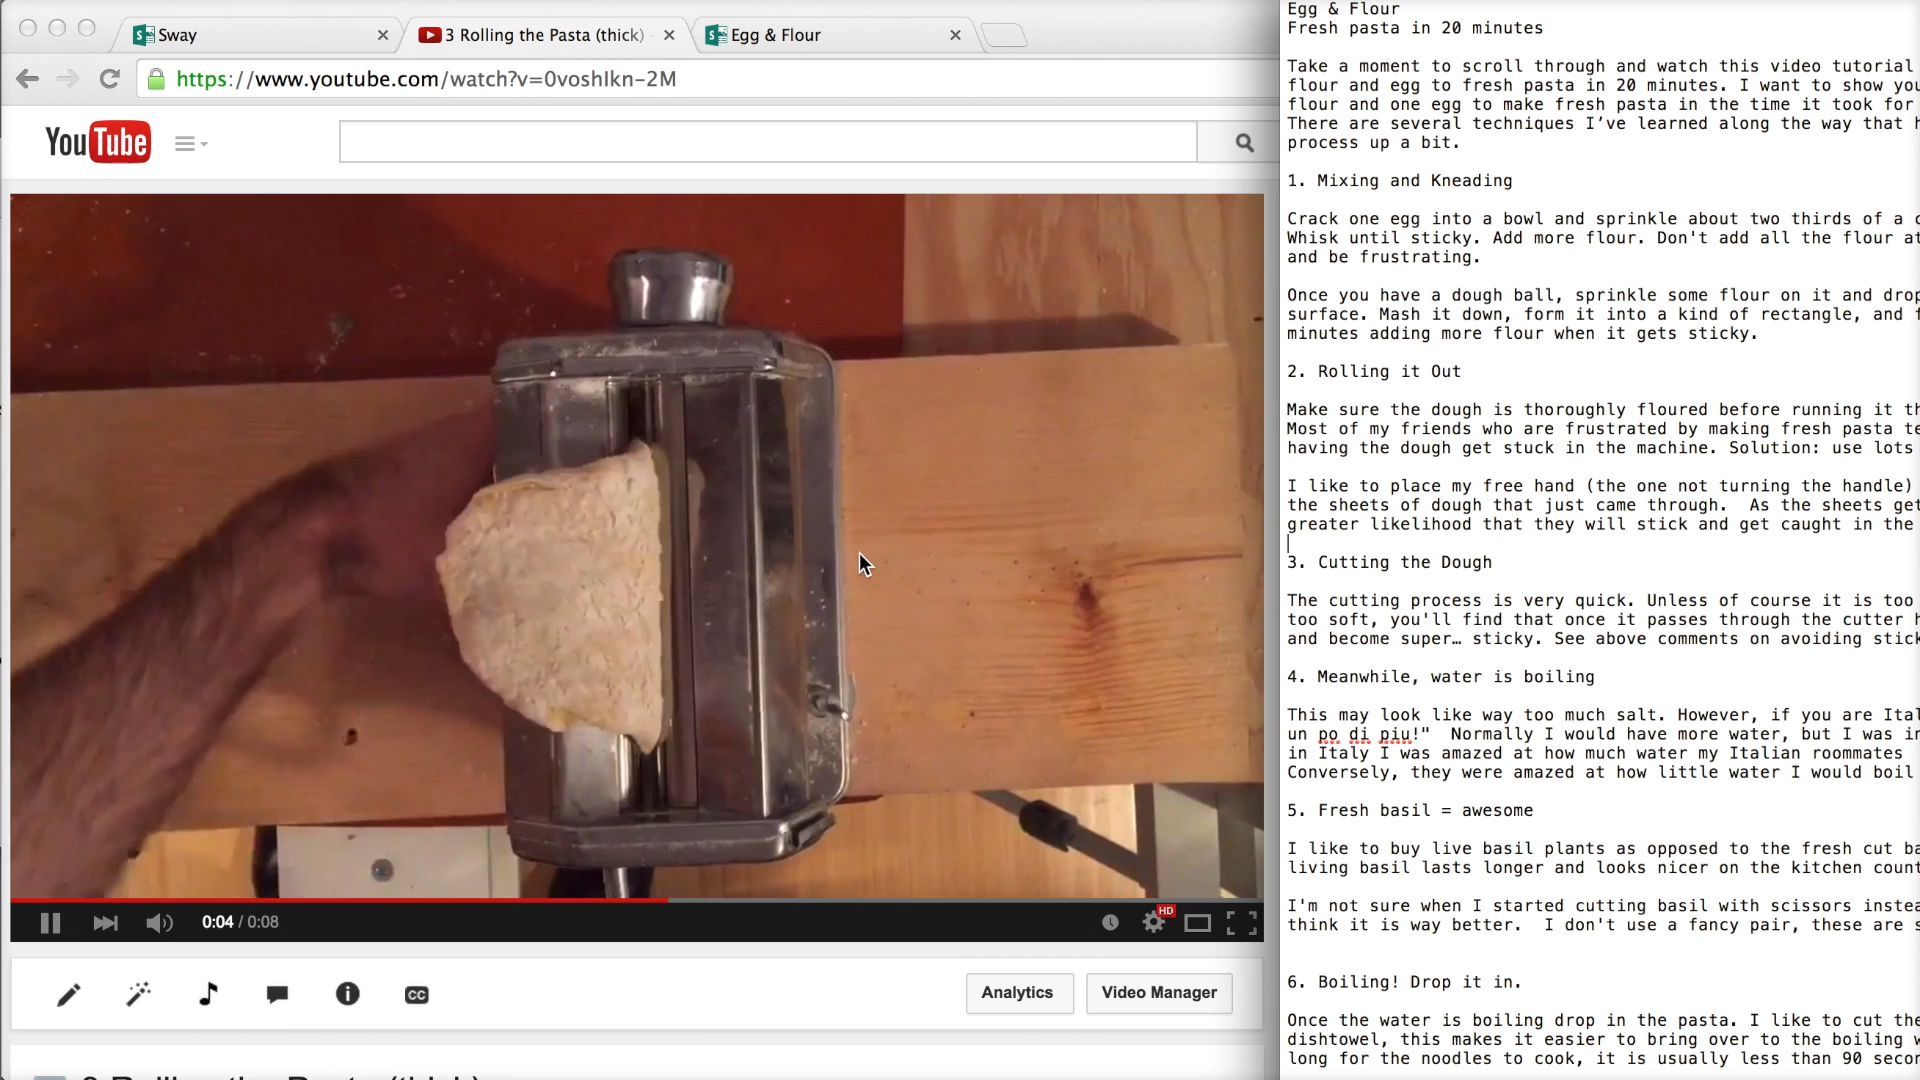 Sway
3 Rolling the Pasta (thick)
Egg & Flour
https://www.youtube.com/watch?v=0voshIkn-2M
YouTube
0:04 / 0:08
HD
CC
Analytics
Video Manager
Egg & Flour
Fresh pasta in 20 minutes
Take a moment to scroll through and watch this video tutorial
flour and egg to fresh pasta in 20 minutes. I want to show you
flour and one egg to make fresh pasta in the time it took for
There are several techniques I’ve learned along the way that
process up a bit.
1. Mixing and Kneading
Crack one egg into a bowl and sprinkle about two thirds of a
Whisk until sticky. Add more flour. Don't add all the flour at
and be frustrating.
Once you have a dough ball, sprinkle some flour on it and drop
surface. Mash it down, form it into a kind of rectangle, and
minutes adding more flour when it gets sticky.
2. Rolling it Out
Make sure the dough is thoroughly floured before running it
Most of my friends who are frustrated by making fresh pasta
having the dough get stuck in the machine. Solution: use lots
I like to place my free hand (the one not turning the handle)
the sheets of dough that just came through. As the sheets get
greater likelihood that they will stick and get caught in the
3. Cutting the Dough
The cutting process is very quick. Unless of course it is too
too soft, you'll find that once it passes through the cutter
and become super… sticky. See above comments on avoiding
4. Meanwhile, water is boiling
This may look like way too much salt. However, if you are
un po di piu!" Normally I would have more water, but I was
in Italy I was amazed at how much water my Italian roommates
Conversely, they were amazed at how little water I would boil
5. Fresh basil = awesome
I like to buy live basil plants as opposed to the fresh cut
living basil lasts longer and looks nicer on the kitchen
I'm not sure when I started cutting basil with scissors
think it is way better. I don't use a fancy pair, these are
6. Boiling! Drop it in.
Once the water is boiling drop in the pasta. I like to cut the
dishtowel, this makes it easier to bring over to the boiling
long for the noodles to cook, it is usually less than 90